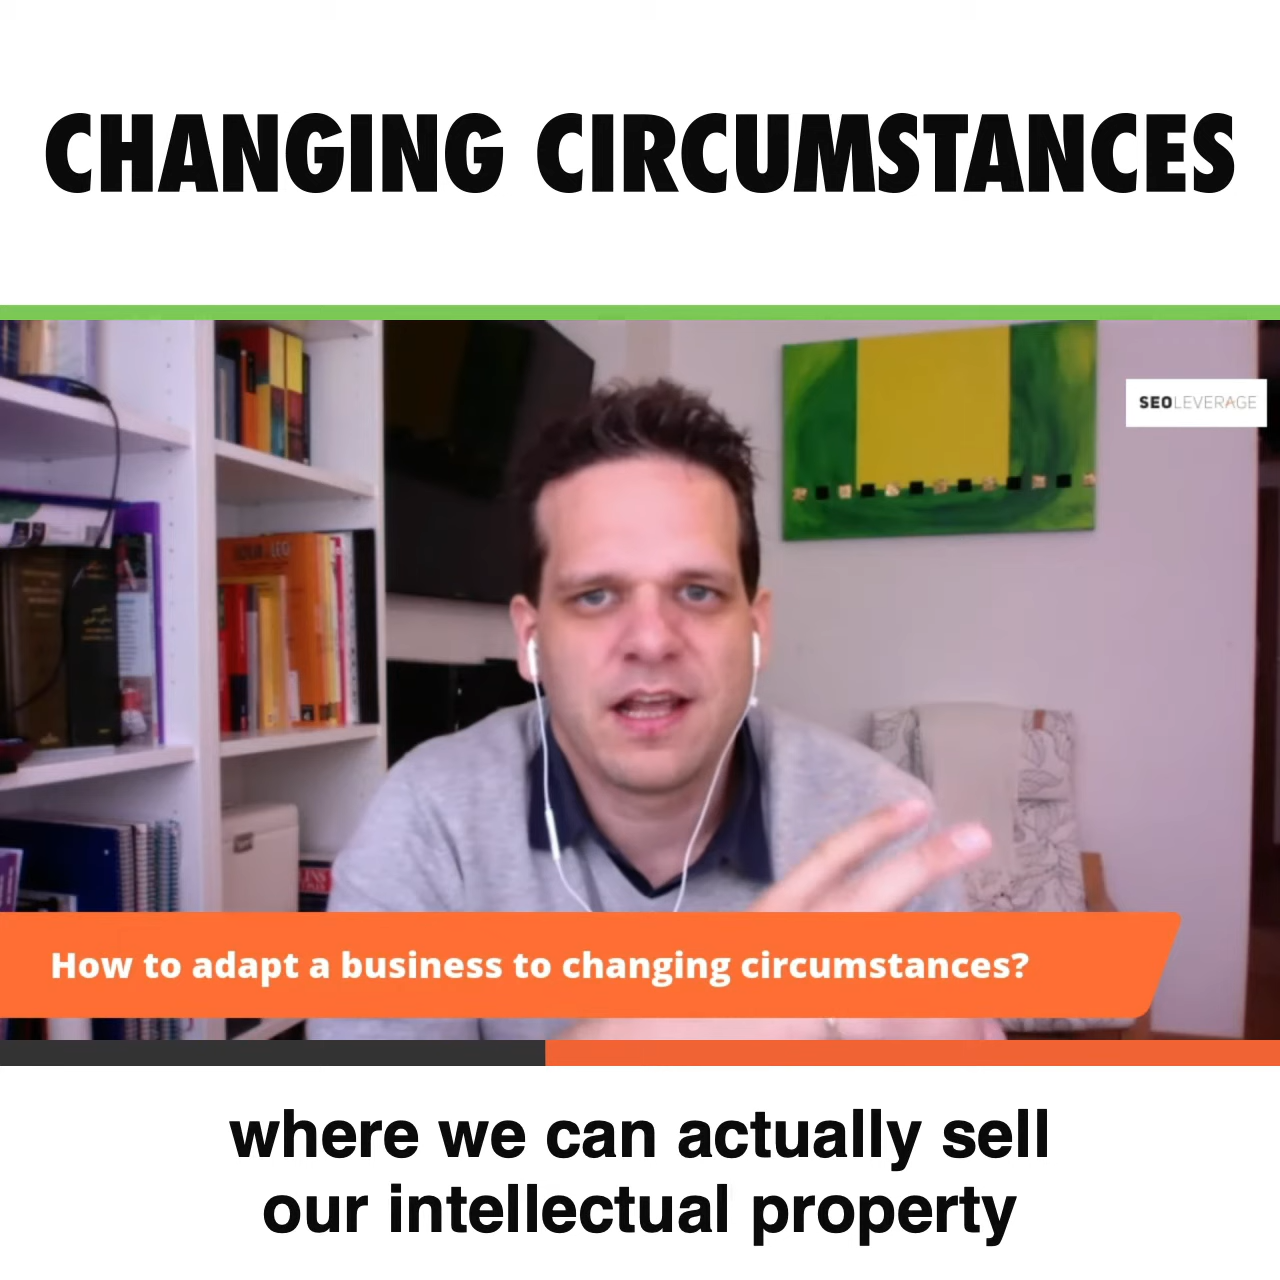 CHANGING CIRCUMSTANCES
SEOLEVERAGE
How to adapt a business to changing circumstances?
where we can actually sell
our intellectual property